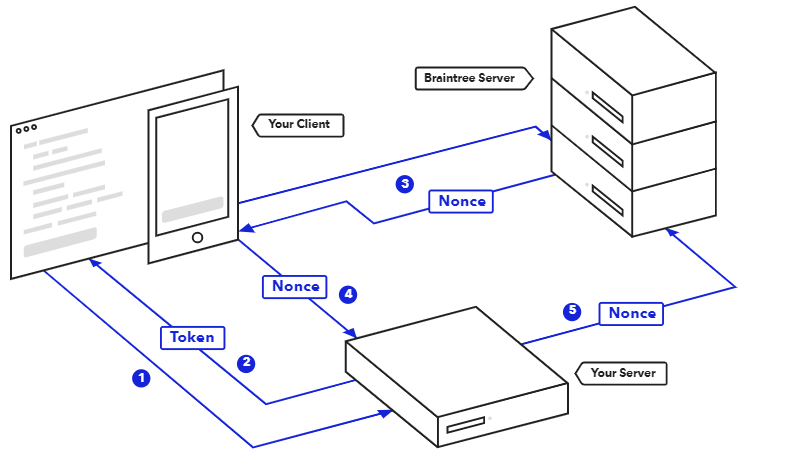 Braintree Server
Your Client
3
Nonce
Nonce
4
5
Nonce
Token
2
1
Your Server